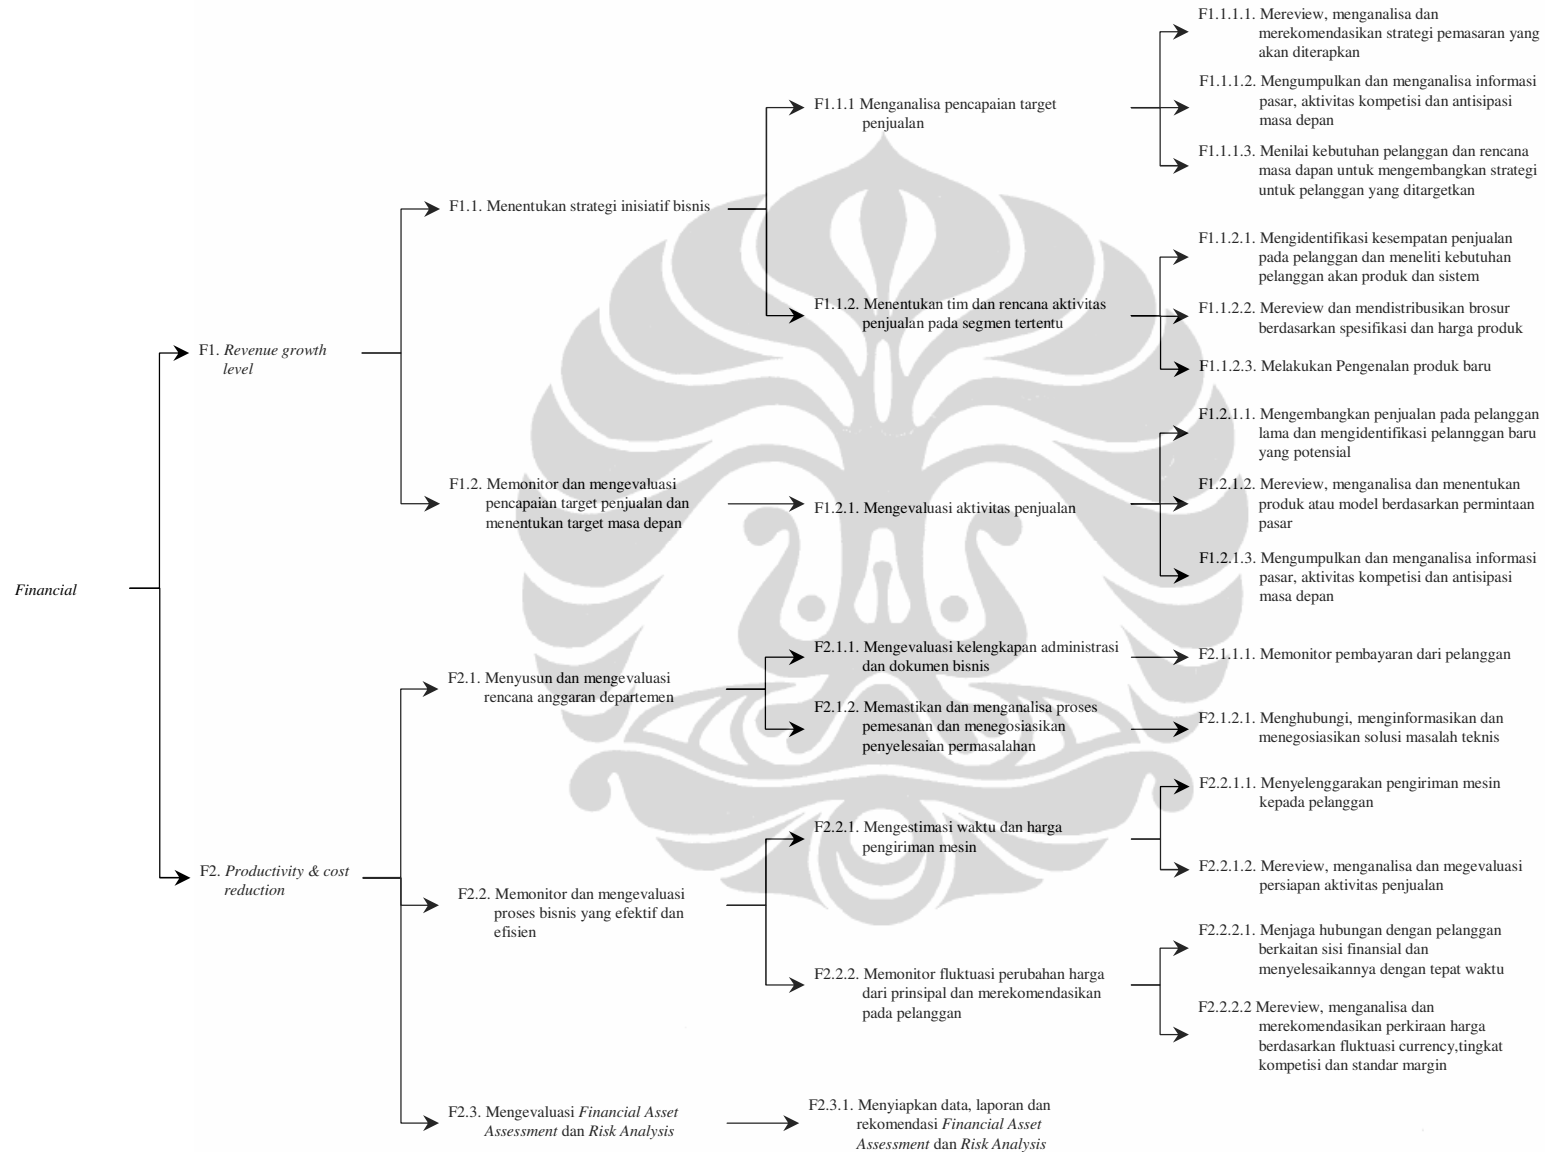 Financial
F1. Revenue growth
level
F2. Productivity & cost
reduction
F1.1. Menentukan strategi inisiatif bisnis
F1.2. Memonitor dan mengevaluasi
pencapaian target penjualan dan
menentukan target masa depan
F2.1. Menyusun dan mengevaluasi
rencana anggaran departemen
F2.2. Memonitor dan mengevaluasi
proses bisnis yang efektif dan
efisien
F2.3. Mengevaluasi Financial Asset
Assessment dan Risk Analysis
F1.1.1 Menganalisa pencapaian target
penjualan
F1.1.2. Menentukan tim dan rencana aktivitas
penjualan pada segmen tertentu
F1.2.1. Mengevaluasi aktivitas penjualan
F2.1.1. Mengevaluasi kelengkapan administrasi
dan dokumen bisnis
F2.1.2. Memastikan dan menganalisa proses
pemesanan dan menegosiasikan
penyelesaian permasalahan
F2.2.1. Mengestimasi waktu dan harga
pengiriman mesin
F2.2.2. Memonitor fluktuasi perubahan harga
dari prinsipal dan merekomendasikan
pada pelanggan
F2.3.1. Menyiapkan data, laporan dan
rekomendasi Financial Asset
Assessment dan Risk Analysis
F1.1.1.1. Mereview, menganalisa dan
merekomendasikan strategi pemasaran yang
akan diterapkan
F1.1.1.2. Mengumpulkan dan menganalisa informasi
pasar, aktivitas kompetisi dan antisipasi
masa depan
F1.1.1.3. Menilai kebutuhan pelanggan dan rencana
masa dapan untuk mengembangkan strategi
untuk pelanggan yang ditargetkan
F1.1.2.1. Mengidentifikasi kesempatan penjualan
pada pelanggan dan meneliti kebutuhan
pelanggan akan produk dan sistem
F1.1.2.2. Mereview dan mendistribusikan brosur
berdasarkan spesifikasi dan harga produk
F1.1.2.3. Melakukan Pengenalan produk baru
F1.2.1.1. Mengembangkan penjualan pada pelanggan
lama dan mengidentifikasi pelannggan baru
yang potensial
F1.2.1.2. Mereview, menganalisa dan menentukan
produk atau model berdasarkan permintaan
pasar
F1.2.1.3. Mengumpulkan dan menganalisa informasi
pasar, aktivitas kompetisi dan antisipasi
masa depan
F2.1.1.1. Memonitor pembayaran dari pelanggan
F2.1.2.1. Menghubungi, menginformasikan dan
menegosiasikan solusi masalah teknis
F2.2.1.1. Menyelenggarakan pengiriman mesin
kepada pelanggan
F2.2.1.2. Mereview, menganalisa dan megevaluasi
persiapan aktivitas penjualan
F2.2.2.1. Menjaga hubungan dengan pelanggan
berkaitan sisi finansial dan
menyelesaikannya dengan tepat waktu
F2.2.2.2 Mereview, menganalisa dan
merekomendasikan perkiraan harga
berdasarkan fluktuasi currency,tingkat
kompetisi dan standar margin